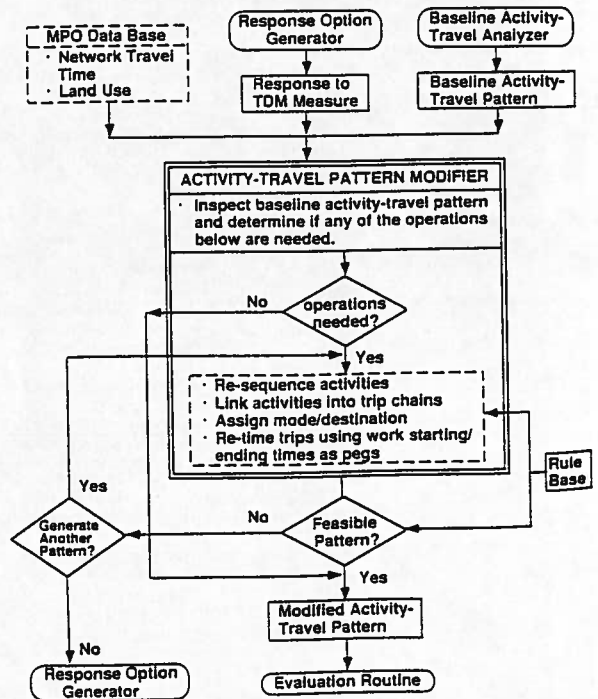 MPO Data Base
· Network Travel
Time
· Land Use
Response Option
Generator
Response to
TDM Measure
Baseline Activity-
Travel Analyzer
Baseline Activity-
Travel Pattern
ACTIVITY-TRAVEL PATTERN MODIFIER
· Inspect baseline activity-travel pattern
and determine if any of the operations
below are needed.
No
operations
needed?
Yes
· Re-sequence activities
· Link activities into trip chains
· Assign mode/destination
· Re-time trips using work starting/
ending times as pegs
Rule
Base
Yes
Generate
Another
Pattern?
No
Feasible
Pattern?
Yes
Modified Activity-
Travel Pattern
No
Response Option
Generator
Evaluation Routine